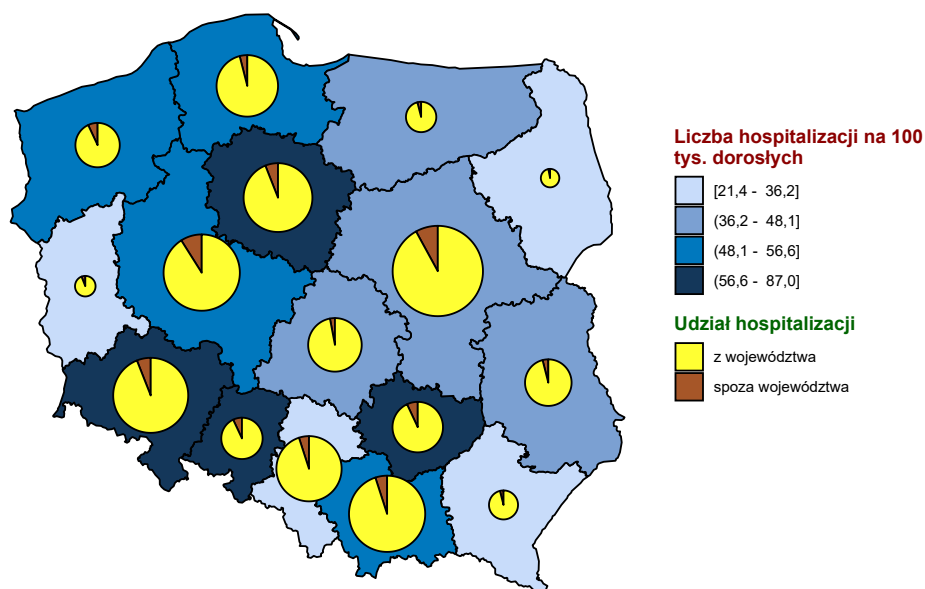 Liczba hospitalizacji na 100
tys. dorosłych
[21,4 - 36,2]
(36,2 - 48,1]
(48,1 - 56,6]
(56,6 - 87,0]
Udział hospitalizacji
z województwa
spoza województwa